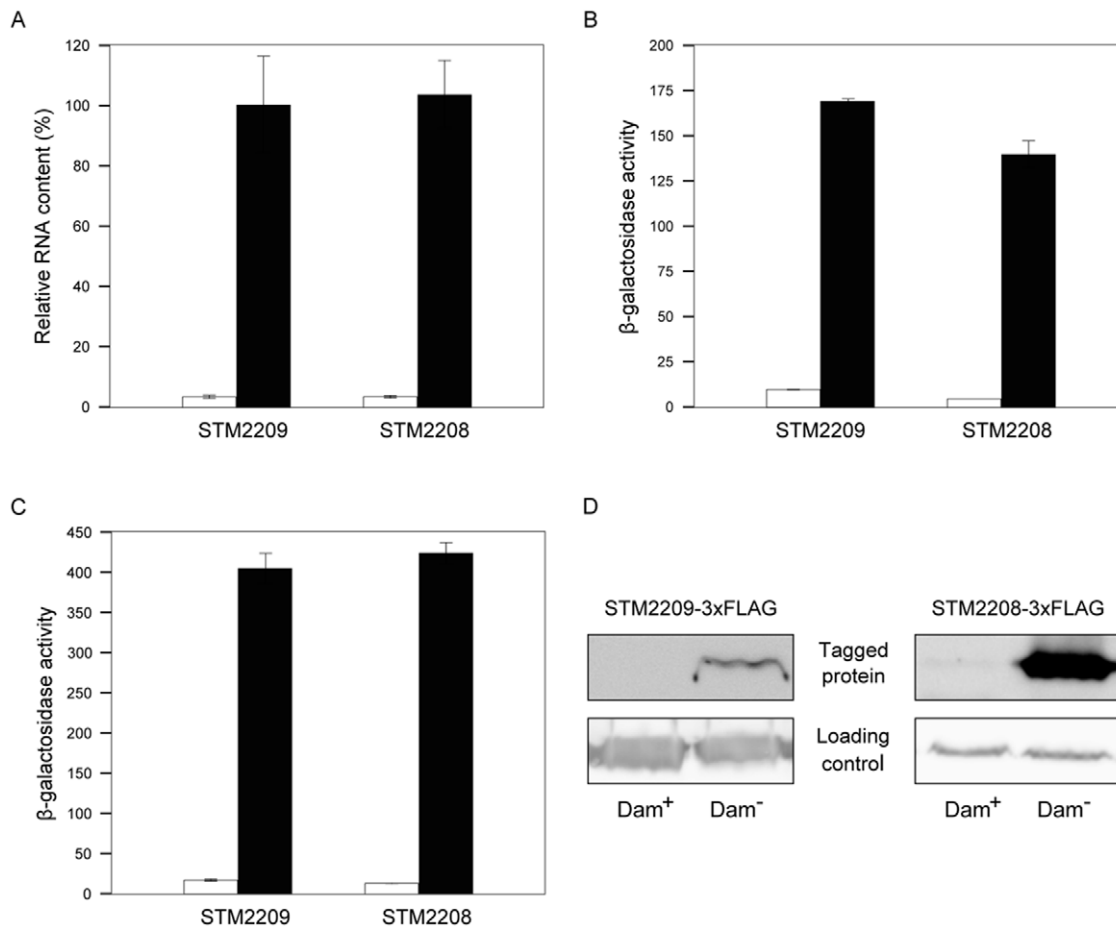 A
Relative RNA content (%)
120
100
80
60
40
20
0
STM2209 STM2208
B
β-galactosidase activity
200
175
150
125
100
75
50
25
0
STM2209 STM2208
C
β-galactosidase activity
450
400
350
300
250
200
150
100
50
0
STM2209 STM2208
D
STM2209-3xFLAG STM2208-3xFLAG
Tagged
protein
Loading
control
Dam⁺ Dam⁻ Dam⁺ Dam⁻